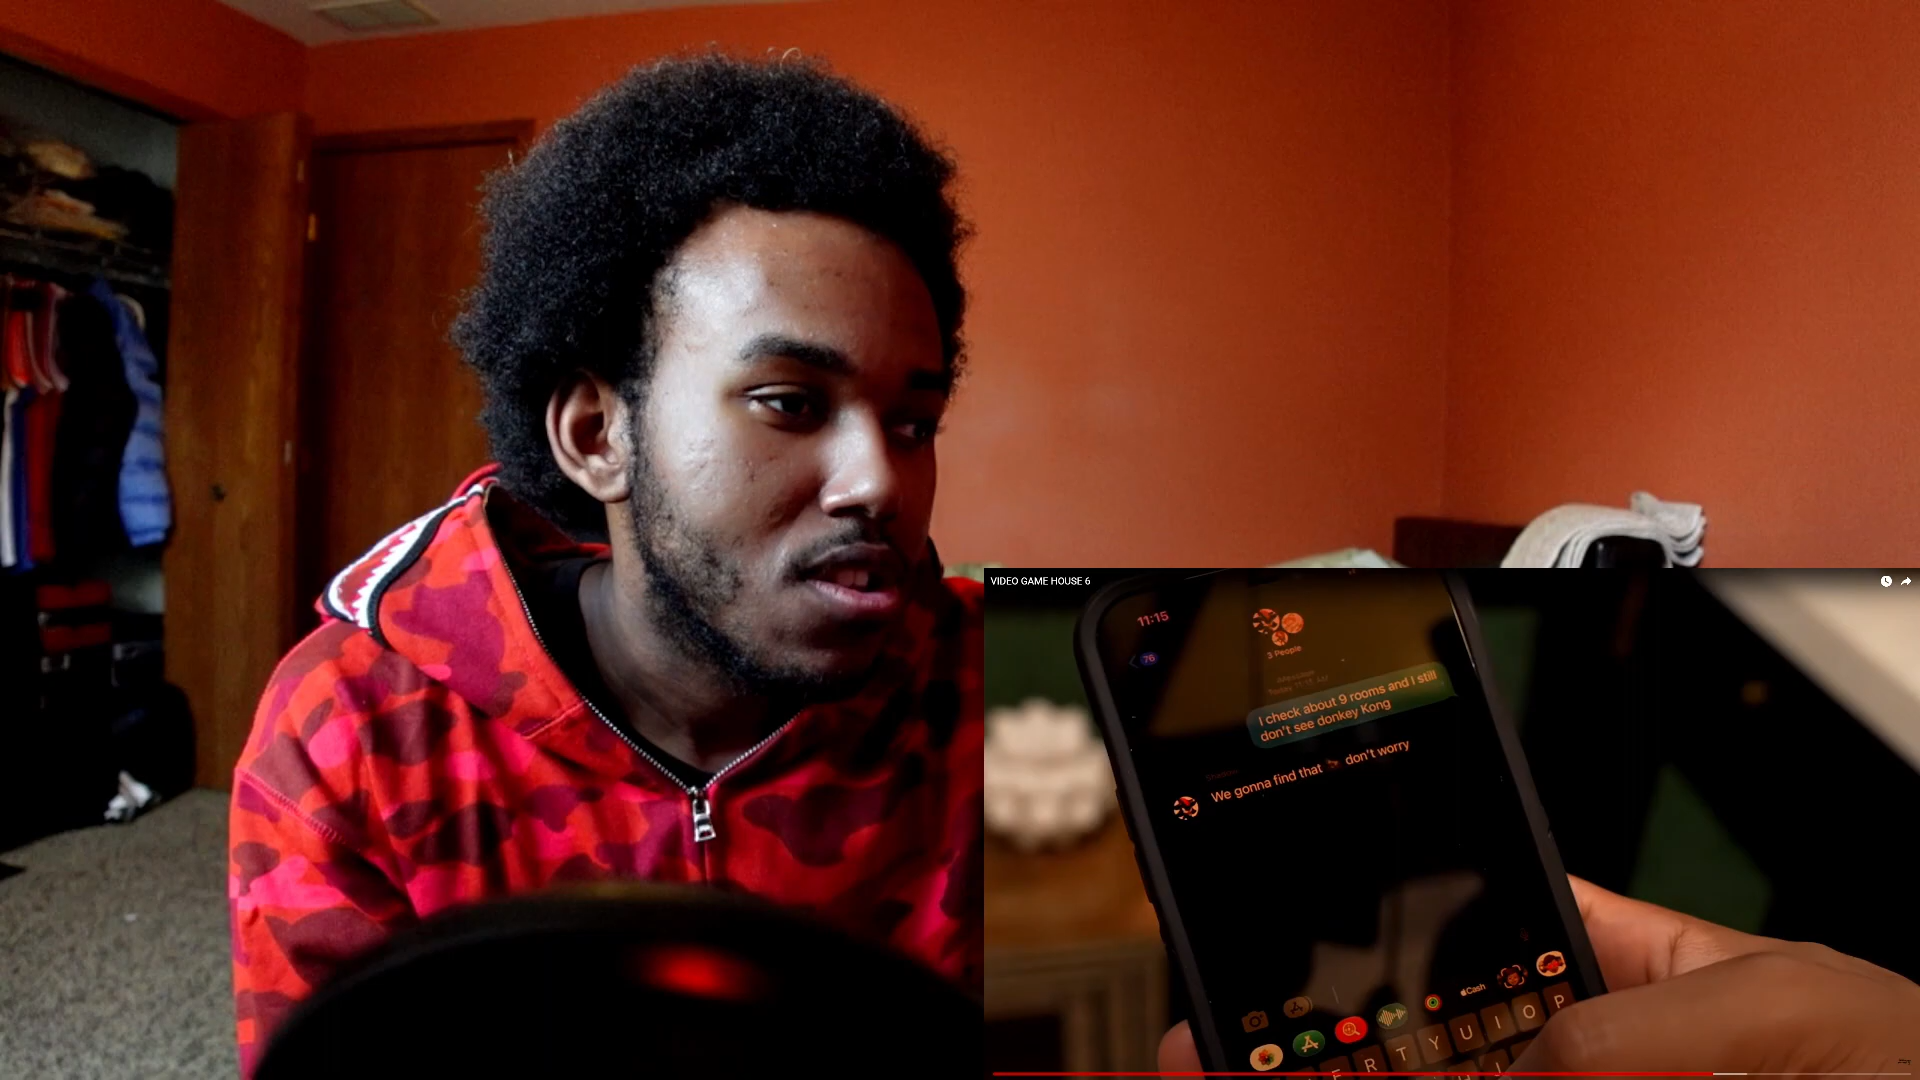 VIDEO GAME HOUSE 6
11:15
76
3 People
I check about 9 rooms and I still
don't see donkey Kong
We gonna find that 🦍 don't worry
Cash
E R T Y U I O P